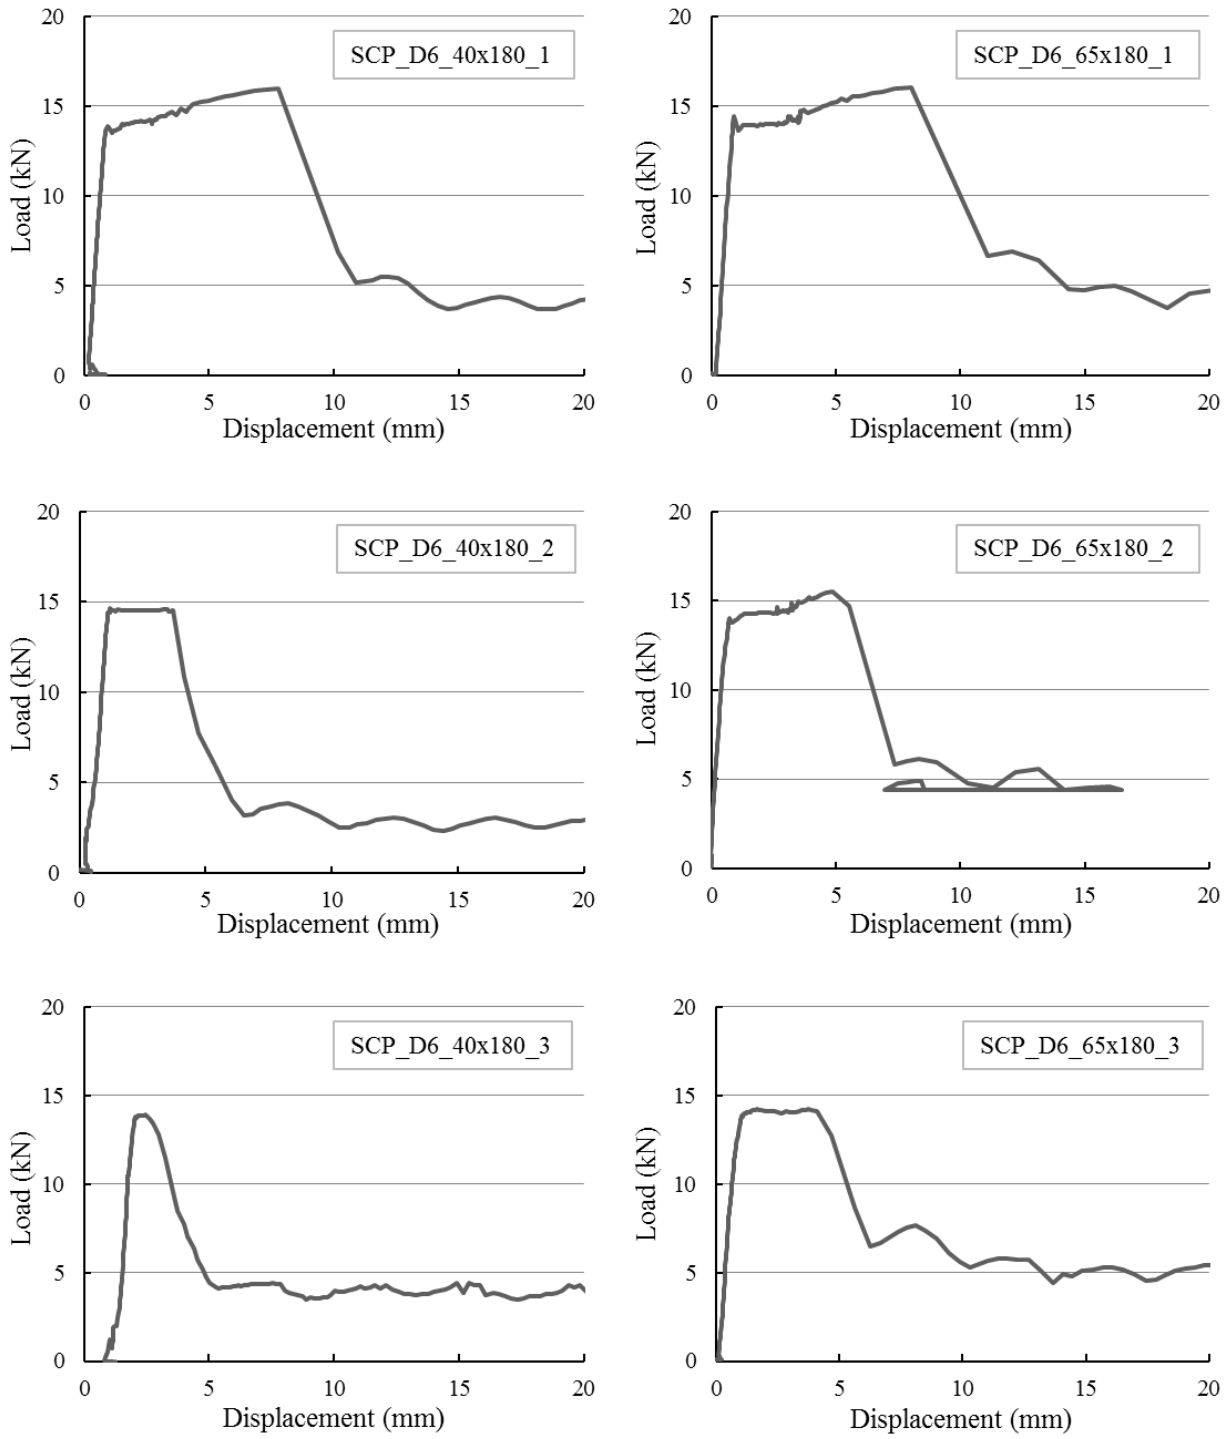 SCP_D6_40x180_1
20
15
10
5
0
Load (kN)
0 5 10 15 20
Displacement (mm)
SCP_D6_65x180_1
20
15
10
5
0
Load (kN)
0 5 10 15 20
Displacement (mm)
SCP_D6_40x180_2
20
15
10
5
0
Load (kN)
0 5 10 15 20
Displacement (mm)
SCP_D6_65x180_2
20
15
10
5
0
Load (kN)
0 5 10 15 20
Displacement (mm)
SCP_D6_40x180_3
20
15
10
5
0
Load (kN)
0 5 10 15 20
Displacement (mm)
SCP_D6_65x180_3
20
15
10
5
0
Load (kN)
0 5 10 15 20
Displacement (mm)